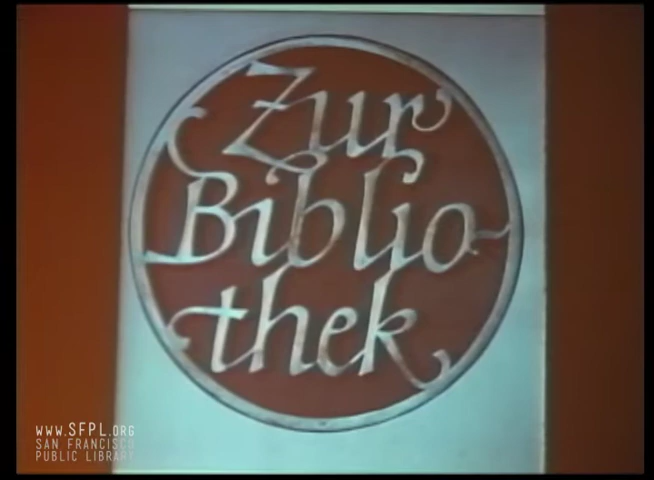 Zur
Biblio-
thek
www.SFPL.ORG
SAN FRANCISCO
PUBLIC LIBRARY